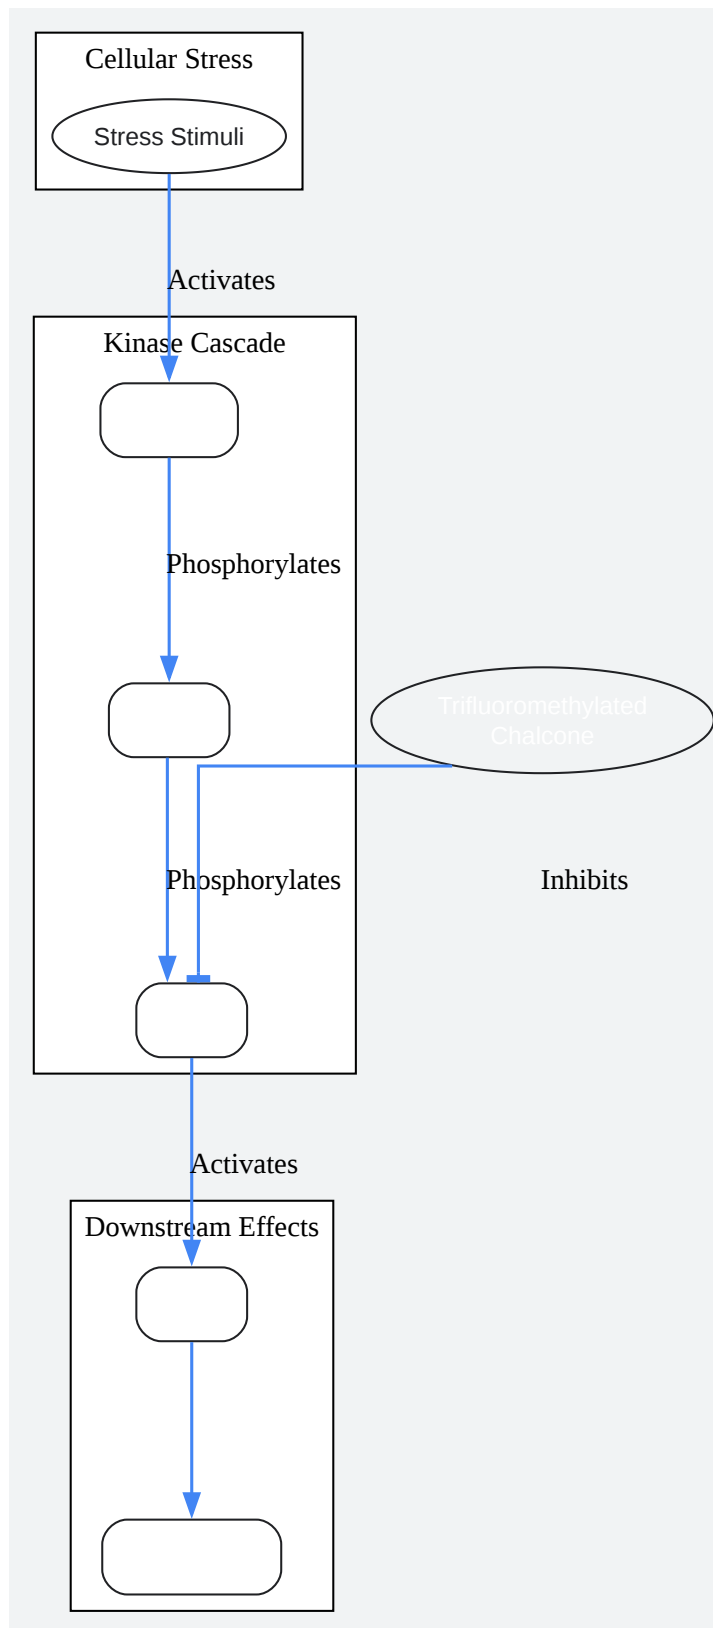 Cellular Stress
Stress Stimuli
Activates
Kinase Cascade
Phosphorylates
Trifluoromethylated
Chalcone
Phosphorylates
Inhibits
Activates
Downstream Effects